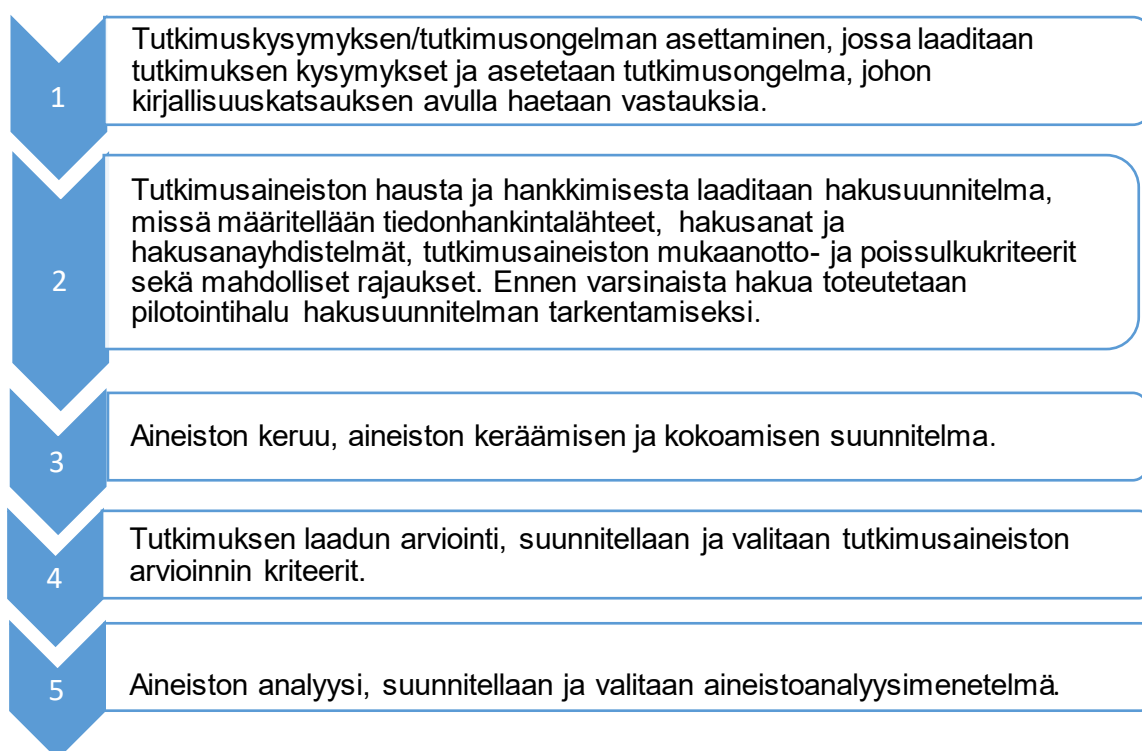 1
Tutkimuskysymyksen/tutkimusongelman asettaminen, jossa laaditaan
tutkimuksen kysymykset ja asetetaan tutkimusongelma, johon
kirjallisuuskatsauksen avulla haetaan vastauksia.
2
Tutkimusaineiston hausta ja hankkimisesta laaditaan hakusuunnitelma,
missä määritellään tiedonhankintalähteet, hakusanat ja
hakusanayhdistelmät, tutkimusaineiston mukaanotto- ja poissulkukriteerit
sekä mahdolliset rajaukset. Ennen varsinaista hakua toteutetaan
pilotointihalu hakusuunnitelman tarkentamiseksi.
3
Aineiston keruu, aineiston keräämisen ja kokoamisen suunnitelma.
4
Tutkimuksen laadun arviointi, suunnitellaan ja valitaan tutkimusaineiston
arvioinnin kriteerit.
5
Aineiston analyysi, suunnitellaan ja valitaan aineistoanalyysimenetelmä.